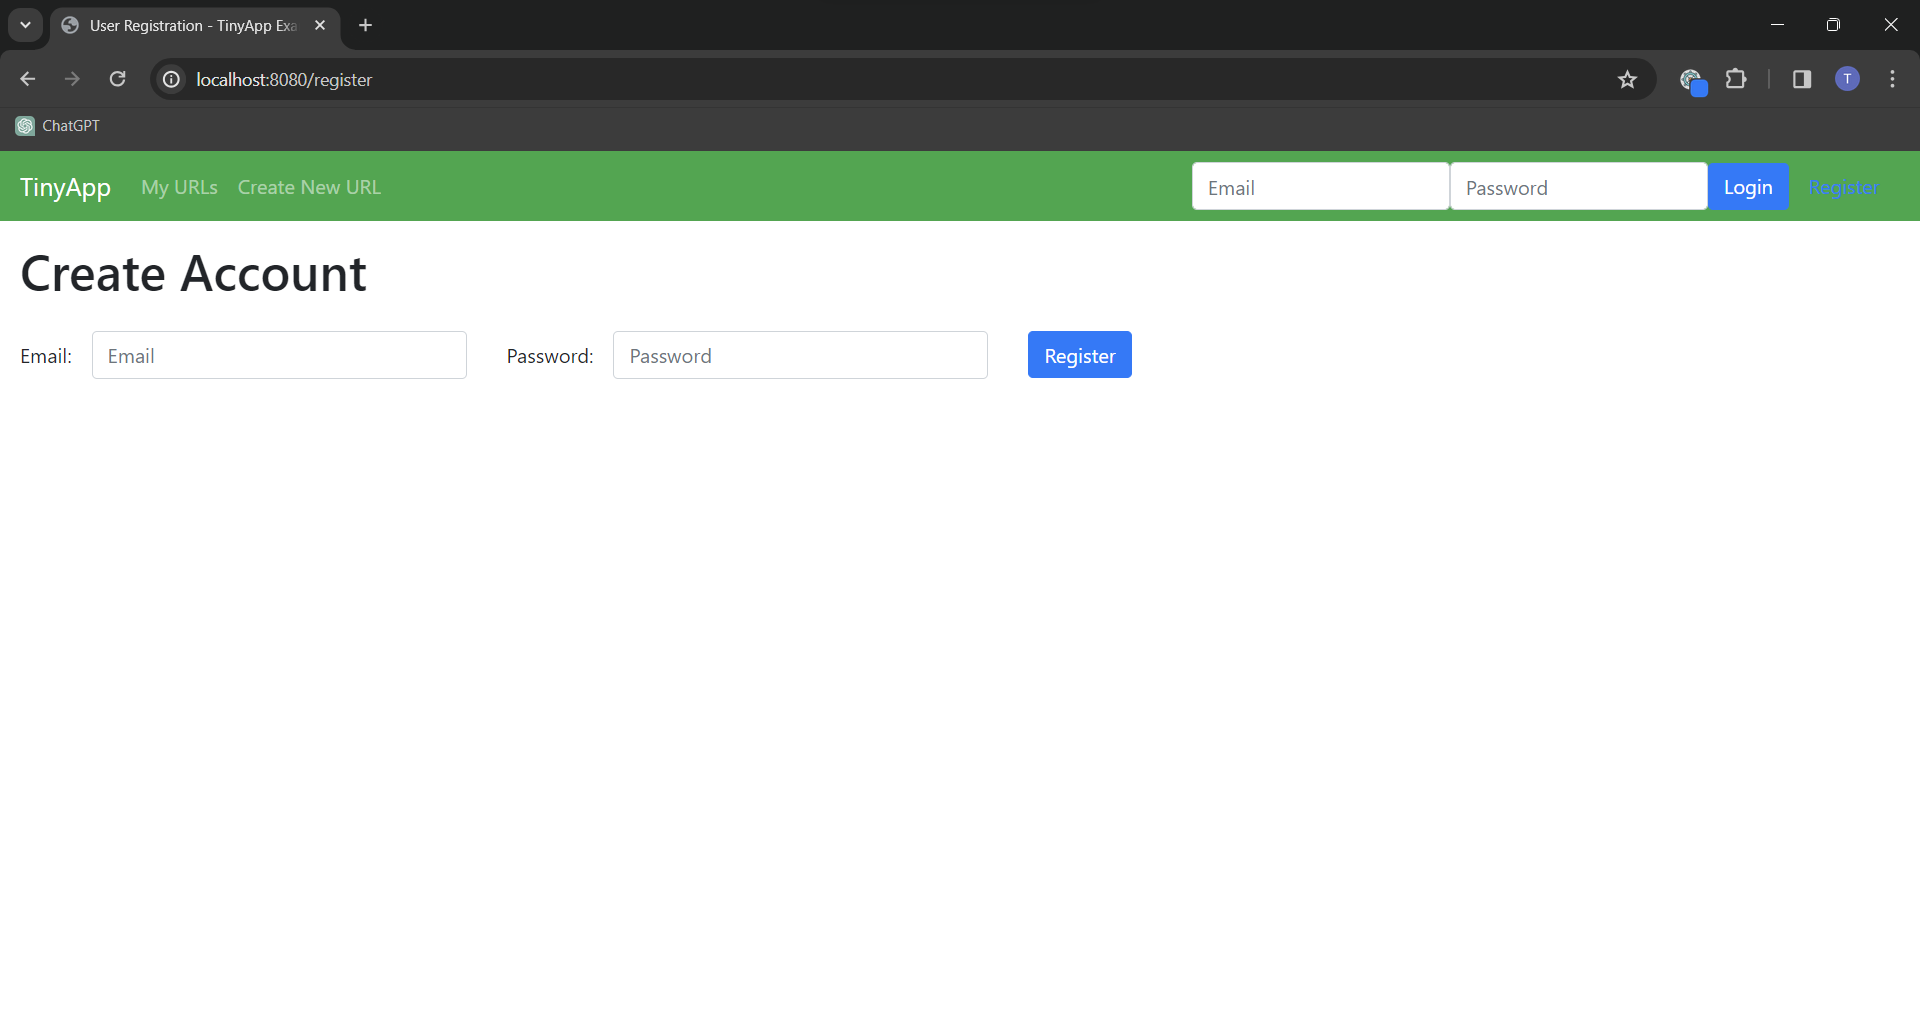 User Registration - TinyApp Exa
localhost:8080/register
T
ChatGPT
TinyApp My URLs Create New URL Email Password Login Register
Create Account
Email: Email Password: Password Register